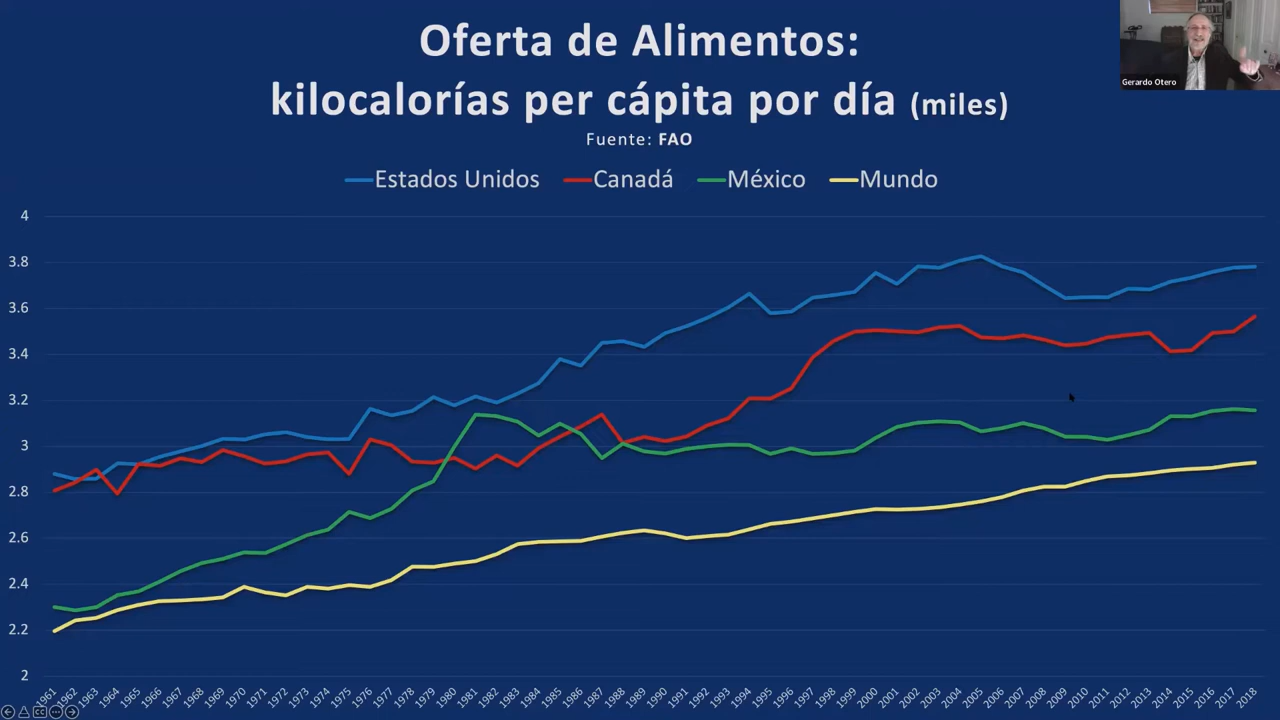 Oferta de Alimentos:
kilocalorías per cápita por día (miles)
Fuente: FAO
Gerardo Otero
Estados Unidos Canadá México Mundo
4
3.8
3.6
3.4
3.2
3
2.8
2.6
2.4
2.2
2
1961 1962 1963 1964 1965 1966 1967 1968 1969 1970 1971 1972 1973 1974 1975 1976 1977 1978 1979 1980 1981 1982 1983 1984 1985 1986 1987 1988 1989 1990 1991 1992 1993 1994 1995 1996 1997 1998 1999 2000 2001 2002 2003 2004 2005 2006 2007 2008 2009 2010 2011 2012 2013 2014 2015 2016 2017 2018